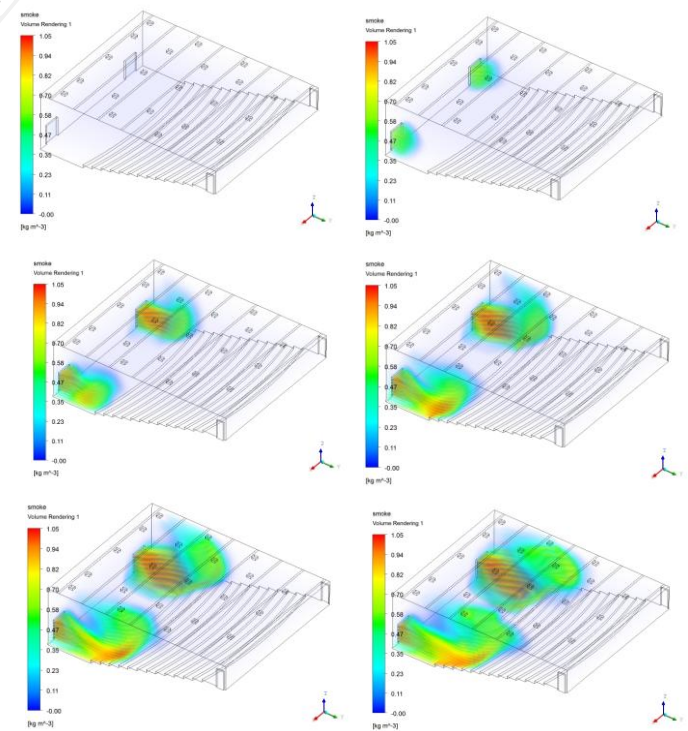 smoke
Volume Rendering 1
1.05
0.94
0.82
0.70
0.58
0.47
0.35
0.23
0.11
-0.00
[kg m^-3]
Z
Y
smoke
Volume Rendering 1
1.05
0.94
0.82
0.70
0.58
0.47
0.35
0.23
0.11
-0.00
[kg m^-3]
Z
Y
smoke
Volume Rendering 1
1.05
0.94
0.82
0.70
0.58
0.47
0.35
0.23
0.11
-0.00
[kg m^-3]
Z
Y
smoke
Volume Rendering 1
1.05
0.94
0.82
0.70
0.58
0.47
0.35
0.23
0.11
-0.00
[kg m^-3]
Z
Y
smoke
Volume Rendering 1
1.05
0.94
0.82
0.70
0.58
0.47
0.35
0.23
0.11
-0.00
[kg m^-3]
Z
Y
smoke
Volume Rendering 1
1.05
0.94
0.82
0.70
0.58
0.47
0.35
0.23
0.11
-0.00
[kg m^-3]
Z
Y